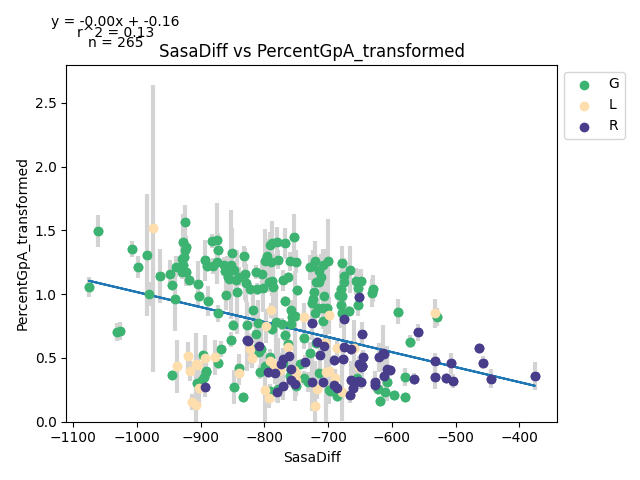 y = -0.00x + -0.16
r^2 = 0.13
n = 265
SasaDiff vs PercentGpA_transformed
G
L
R
PercentGpA_transformed
2.5
2.0
1.5
1.0
0.5
0.0
−1100 −1000 −900 −800 −700 −600 −500 −400
SasaDiff